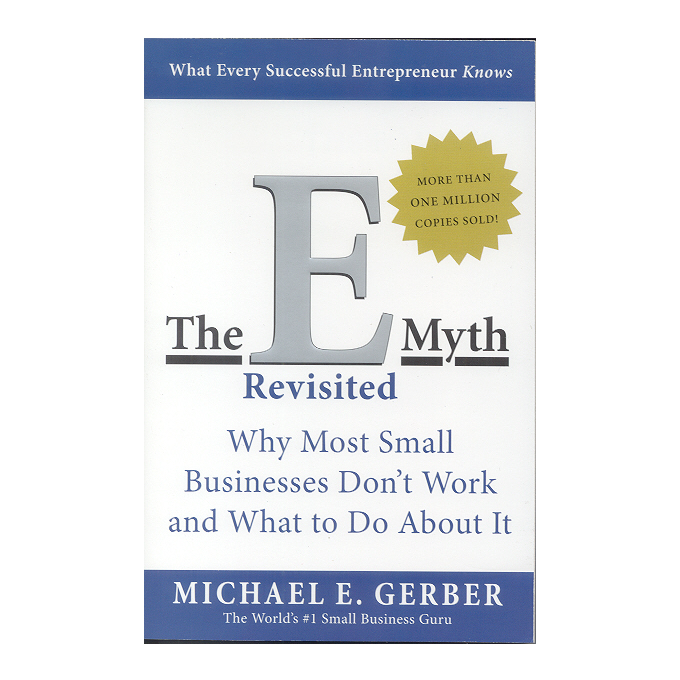 What Every Successful Entrepreneur Knows
MORE THAN
ONE MILLION
COPIES SOLD!
The E Myth
Revisited
Why Most Small
Businesses Don't Work
and What to Do About It
MICHAEL E. GERBER
The World's #1 Small Business Guru